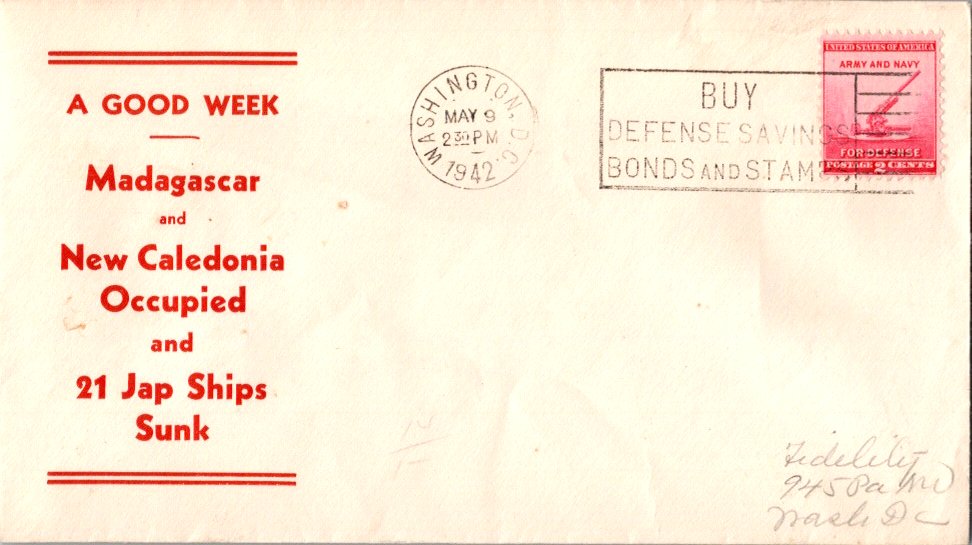 A GOOD WEEK
Madagascar
and
New Caledonia
Occupied
and
21 Jap Ships
Sunk
WASHINGTON, D.C.
MAY 9
2 30 PM
1942
BUY
DEFENSE SAVINGS
BONDS AND STAMPS
UNITED STATES OF AMERICA
ARMY AND NAVY
FOR DEFENSE
POSTAGE 2 CENTS
Fidelity
945 Pa Ave
Wash DC